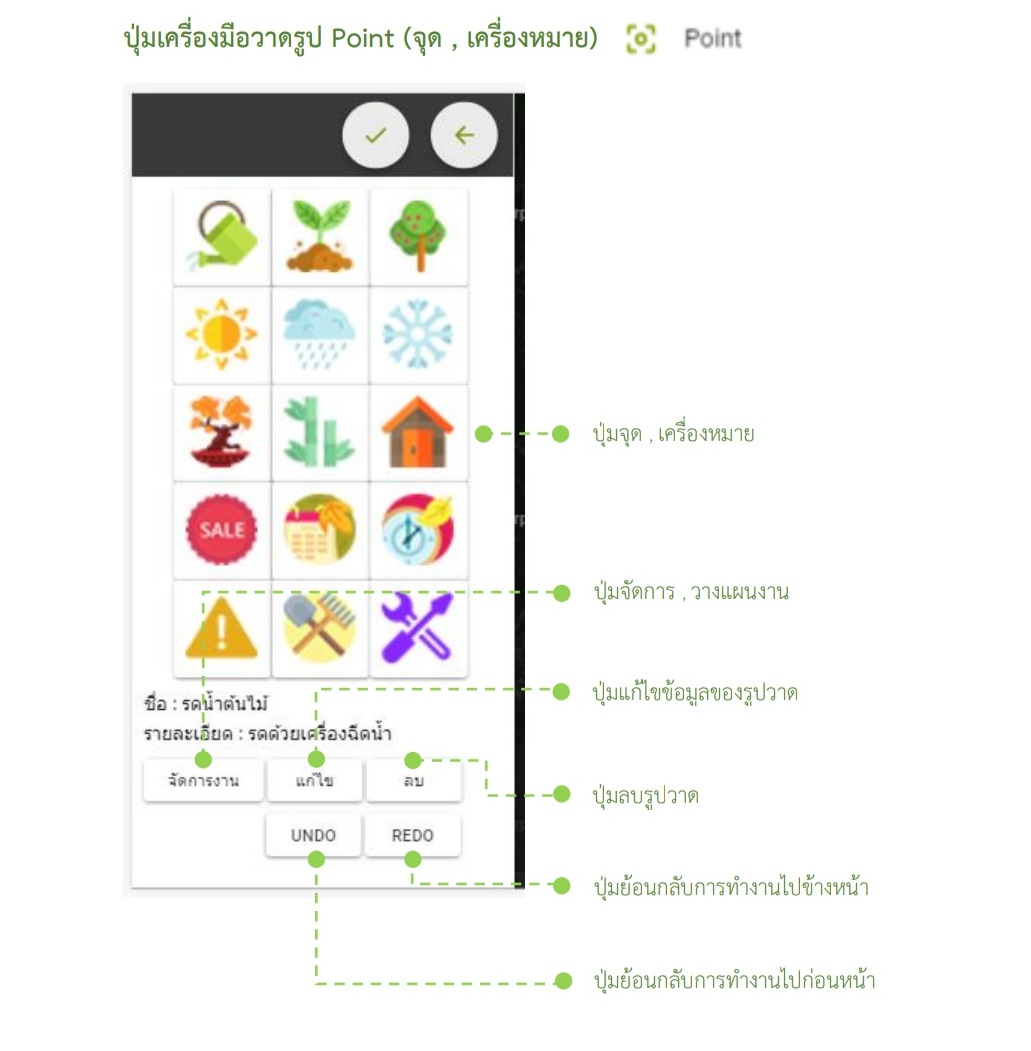 ปุ่มเครื่องมือวาดรูป Point (จุด , เครื่องหมาย) Point
ปุ่มจุด , เครื่องหมาย
SALE
ปุ่มจัดการ , วางแผนงาน
ปุ่มแก้ไขข้อมูลของรูปวาด
ชื่อ : รดน้ำต้นไม้
รายละเอียด : รดด้วยเครื่องฉีดน้ำ
จัดการงาน แก้ไข ลบ
ปุ่มลบรูปวาด
UNDO REDO
ปุ่มย้อนกลับการทำงานไปข้างหน้า
ปุ่มย้อนกลับการทำงานไปก่อนหน้า